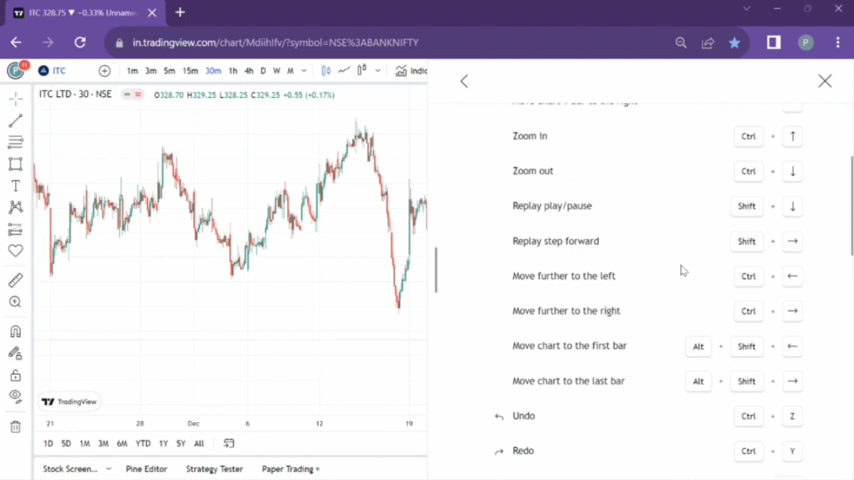 ITC 328.75 ▼ −0.33% Unnam
in.tradingview.com/chart/MdiihIfv/?symbol=NSE%3ABANKNIFTY
P
11
ITC
1m 3m 5m 15m 30m 1h 4h D W M
Indic
ITC LTD · 30 · NSE
O328.70 H329.25 L328.25 C329.25 +0.55 (+0.17%)
Zoom in Ctrl + ↑
Zoom out Ctrl + ↓
Replay play/pause Shift + ↓
Replay step forward Shift + →
Move further to the left Ctrl + ←
Move further to the right Ctrl + →
Move chart to the first bar Alt + Shift + ←
Move chart to the last bar Alt + Shift + →
Undo Ctrl + Z
Redo Ctrl + Y
TradingView
21 28 Dec 6 12 19
1D 5D 1M 3M 6M YTD 1Y 5Y All
Stock Screen... Pine Editor Strategy Tester Paper Trading